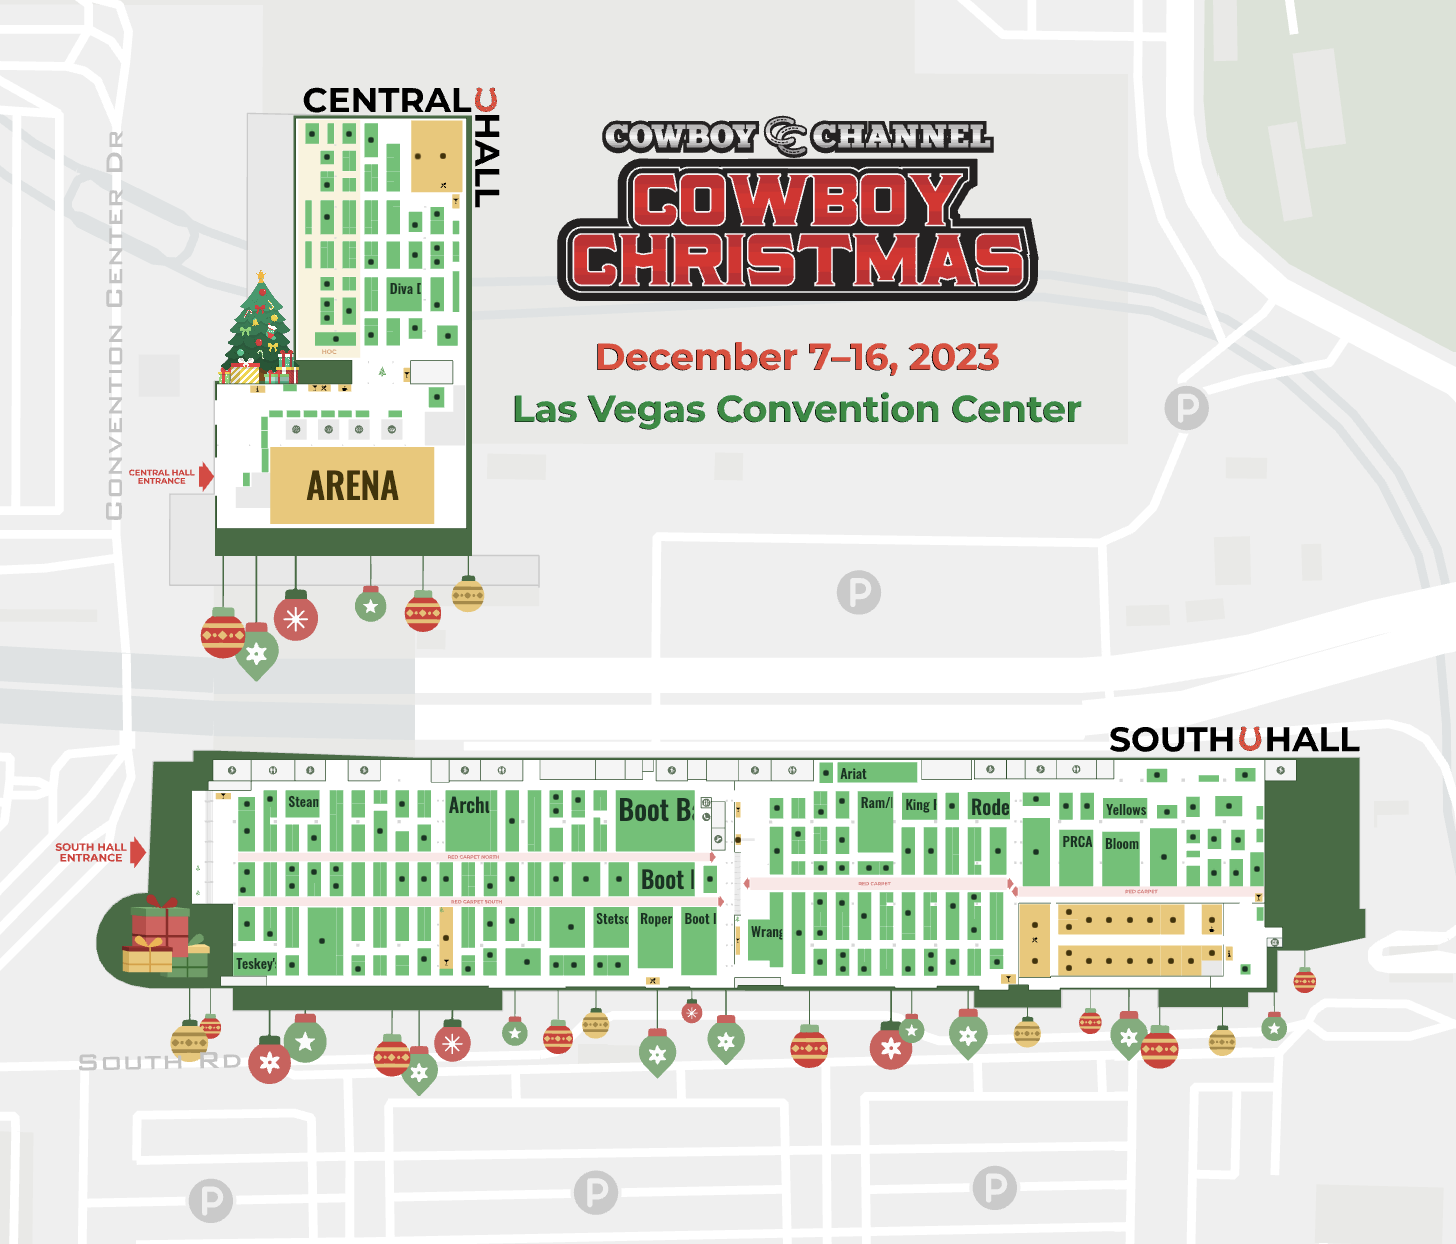 CENTRAL
HALL
COWBOY CHANNEL
COWBOY
CHRISTMAS
December 7–16, 2023
Las Vegas Convention Center
CONVENTION CENTER DR
Diva D
HOC
CENTRAL HALL
ENTRANCE
ARENA
P
P
SOUTH HALL
Ariat
Stean
Archu
Boot Ba
Ram/
King
Rode
Yellows
PRCA
Bloom
SOUTH HALL
ENTRANCE
RED CARPET NORTH
Boot
RED CARPET
RED CARPET
RED CARPET SOUTH
Stetso
Roper
Boot
Wrang
Teskey's
SOUTH RD
P
P
P